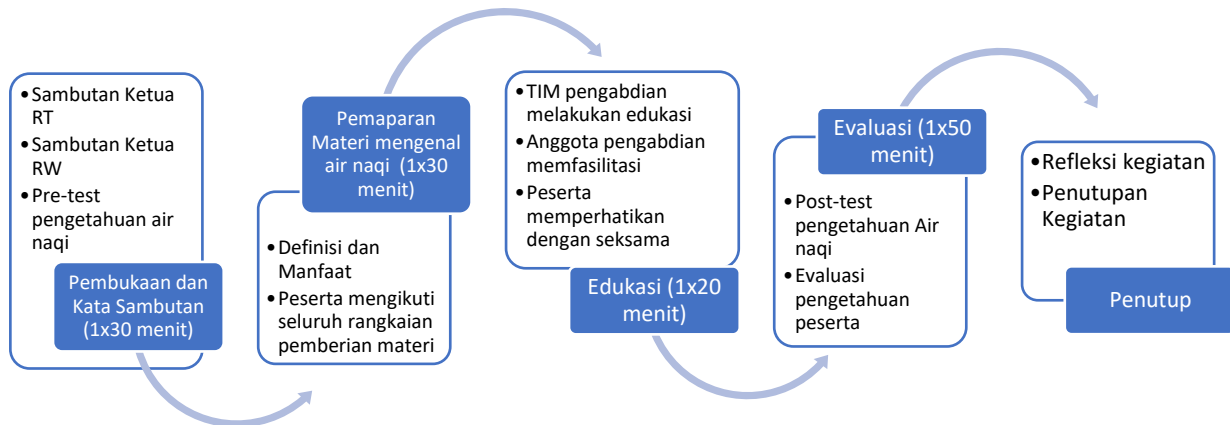 •Sambutan Ketua
RT
•Sambutan Ketua
RW
•Pre-test
pengetahuan air
naqi
Pembukaan dan
Kata Sambutan
(1x30 menit)
Pemaparan
Materi mengenal
air naqi (1x30
menit)
•Definisi dan
Manfaat
•Peserta mengikuti
seluruh rangkaian
pemberian materi
•TIM pengabdian
melakukan edukasi
•Anggota pengabdian
memfasilitasi
•Peserta
memperhatikan
dengan seksama
Edukasi (1x20
menit)
Evaluasi (1x50
menit)
•Post-test
pengetahuan Air
naqi
•Evaluasi
pengetahuan
peserta
•Refleksi kegiatan
•Penutupan
Kegiatan
Penutup